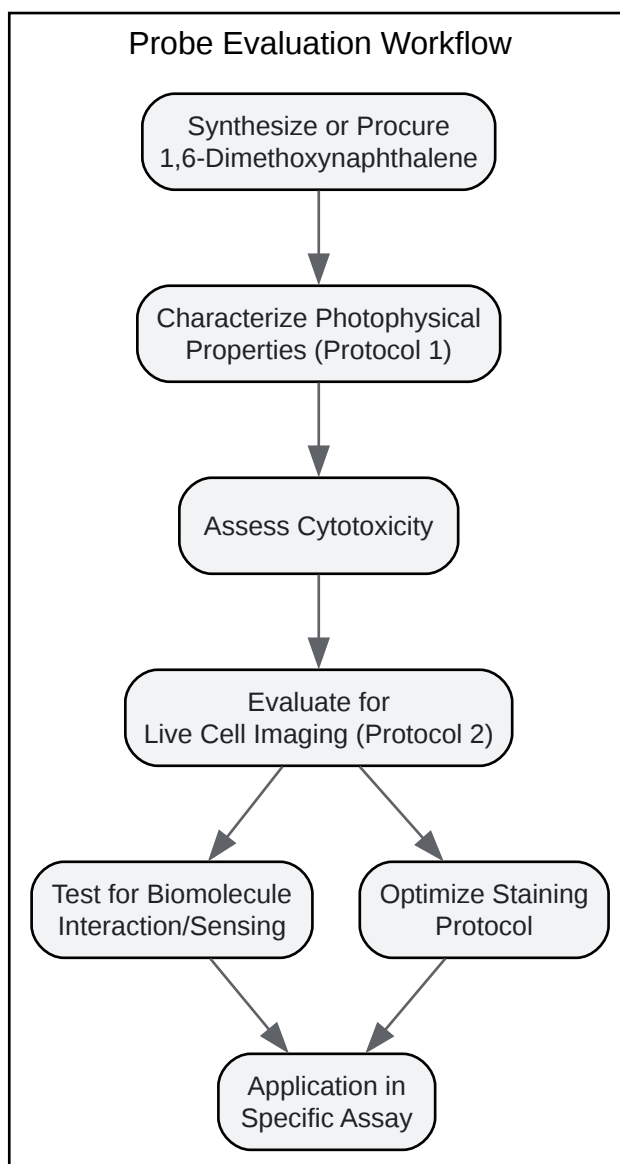 Probe Evaluation Workflow
Synthesize or Procure
1,6-Dimethoxynaphthalene
Characterize Photophysical
Properties (Protocol 1)
Assess Cytotoxicity
Evaluate for
Live Cell Imaging (Protocol 2)
Test for Biomolecule
Interaction/Sensing
Optimize Staining
Protocol
Application in
Specific Assay